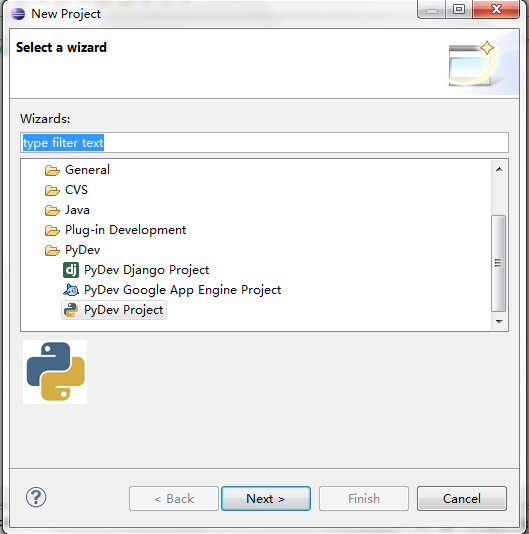 New Project
Select a wizard
Wizards:
type filter text
General
CVS
Java
Plug-in Development
PyDev
dj PyDev Django Project
PyDev Google App Engine Project
PyDev Project
?
< Back Next > Finish Cancel